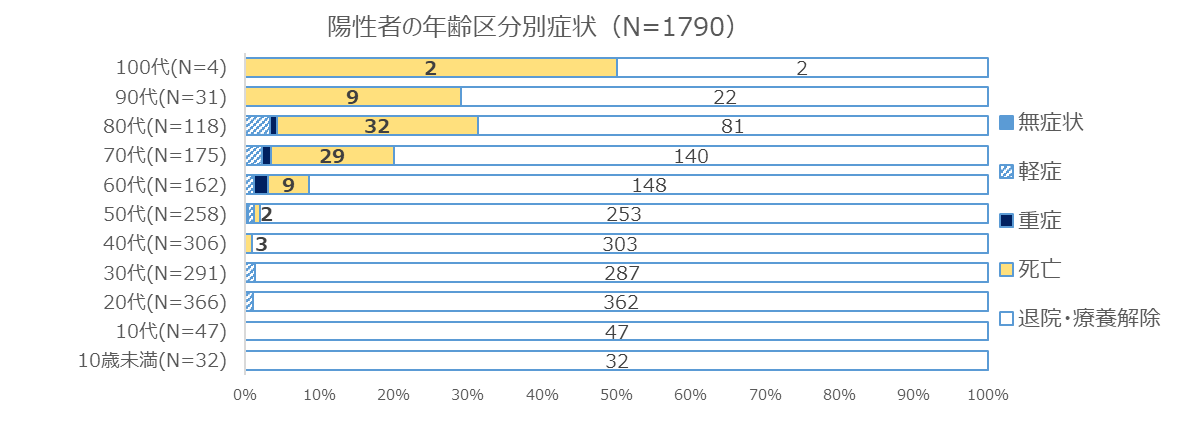 陽性者の年齢区分別症状（N=1790）
100代(N=4) 2 2
90代(N=31) 9 22
80代(N=118) 32 81
70代(N=175) 29 140
60代(N=162) 9 148
50代(N=258) 2 253
40代(N=306) 3 303
30代(N=291) 287
20代(N=366) 362
10代(N=47) 47
10歳未満(N=32) 32
0% 10% 20% 30% 40% 50% 60% 70% 80% 90% 100%
無症状
軽症
重症
死亡
退院・療養解除